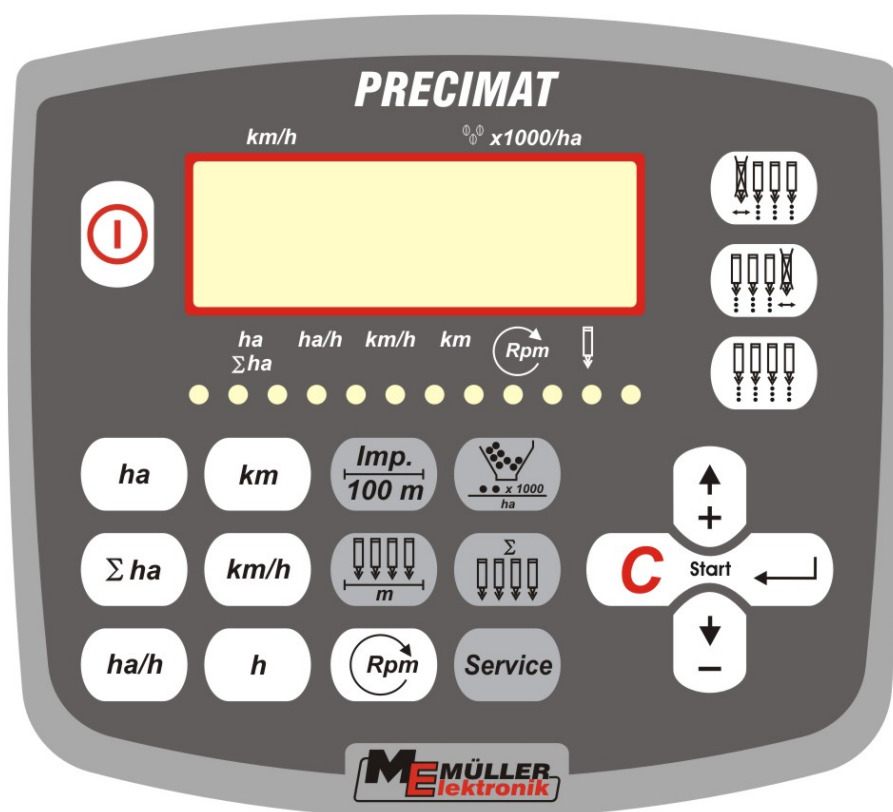 PRECIMAT
km/h x1000/ha
ha ha/h km/h km Rpm
Σha
ha km Imp. x 1000
100 m ha
Σ ha km/h m Σ
ha/h h Rpm Service
+
C Start
−
ME MÜLLER
Elektronik